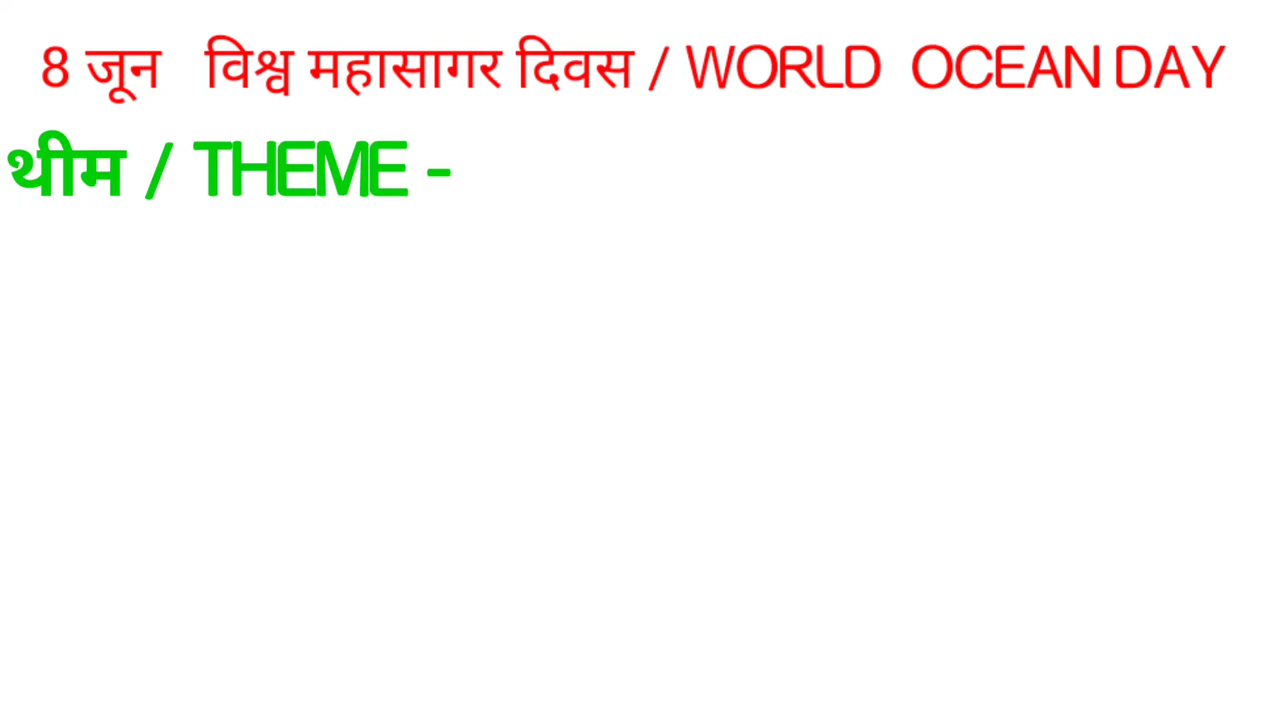 8 जून विश्व महासागर दिवस / WORLD OCEAN DAY
थीम / THEME -